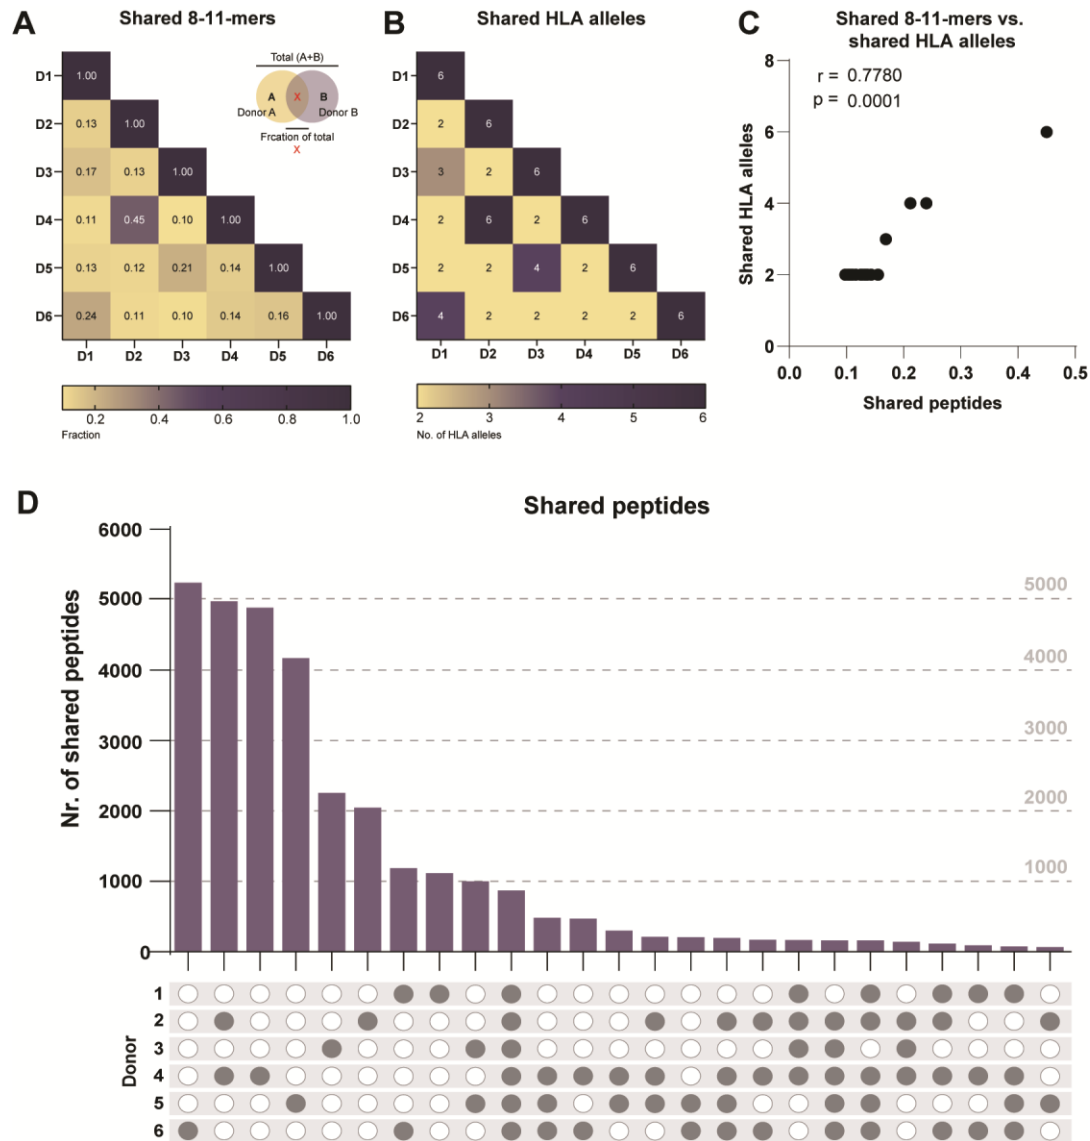 A
Shared 8-11-mers
D1
1.00
D2
0.13 1.00
D3
0.17 0.13 1.00
D4
0.11 0.45 0.10 1.00
D5
0.13 0.12 0.21 0.14 1.00
D6
0.24 0.11 0.10 0.14 0.16 1.00
D1 D2 D3 D4 D5 D6
0.2 0.4 0.6 0.8 1.0
Fraction
Total (A+B)
A X B
Donor A Donor B
Frcation of total
X
B
Shared HLA alleles
D1
6
D2
2 6
D3
3 2 6
D4
2 6 2 6
D5
2 2 4 2 6
D6
4 2 2 2 2 6
D1 D2 D3 D4 D5 D6
2 3 4 5 6
No. of HLA alleles
C
Shared 8-11-mers vs.
shared HLA alleles
r = 0.7780
p = 0.0001
Shared HLA alleles
8
6
4
2
0
0.0 0.1 0.2 0.3 0.4 0.5
Shared peptides
D
Shared peptides
Nr. of shared peptides
6000
5000
4000
3000
2000
1000
0
5000
4000
3000
2000
1000
Donor
1
2
3
4
5
6